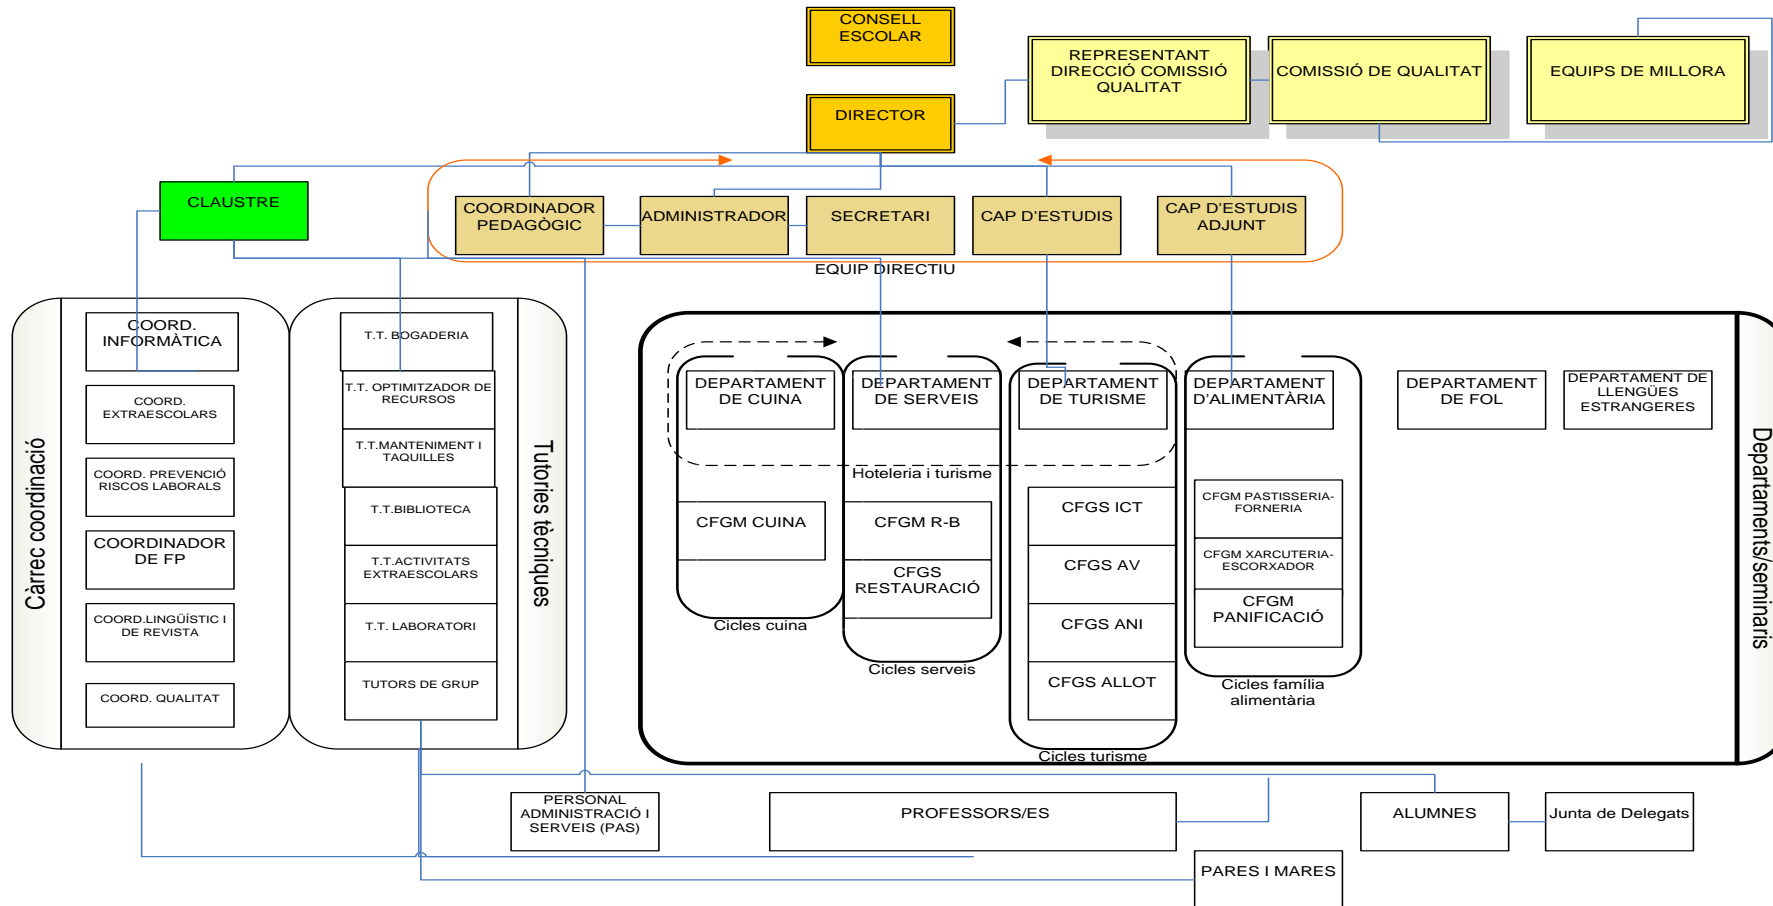 CONSELL
ESCOLAR
REPRESENTANT
DIRECCIÓ COMISSIÓ
QUALITAT
COMISSIÓ DE QUALITAT
EQUIPS DE MILLORA
DIRECTOR
CLAUSTRE
COORDINADOR
PEDAGÒGIC
ADMINISTRADOR
SECRETARI
CAP D'ESTUDIS
CAP D'ESTUDIS
ADJUNT
EQUIP DIRECTIU
Càrrec coordinació
COORD.
INFORMÀTICA
COORD.
EXTRAESCOLARS
COORD. PREVENCIÓ
RISCOS LABORALS
COORDINADOR
DE FP
COORD.LINGÜÍSTIC I
DE REVISTA
COORD. QUALITAT
T.T. BOGADERIA
T.T. OPTIMITZADOR DE
RECURSOS
T.T.MANTENIMENT I
TAQUILLES
T.T.BIBLIOTECA
T.T.ACTIVITATS
EXTRAESCOLARS
T.T. LABORATORI
TUTORS DE GRUP
Tutories tècniques
DEPARTAMENT
DE CUINA
DEPARTAMENT
DE SERVEIS
DEPARTAMENT
DE TURISME
DEPARTAMENT
D'ALIMENTÀRIA
DEPARTAMENT
DE FOL
DEPARTAMENT DE
LLENGÜES
ESTRANGERES
Hoteleria i turisme
CFGM CUINA
Cicles cuina
CFGM R-B
CFGS
RESTAURACIÓ
Cicles serveis
CFGS ICT
CFGS AV
CFGS ANI
CFGS ALLOT
Cicles turisme
CFGM PASTISSERIA-
FORNERIA
CFGM XARCUTERIA-
ESCORXADOR
CFGM
PANIFICACIÓ
Cicles família
alimentària
Departaments/seminaris
PERSONAL
ADMINISTRACIÓ I
SERVEIS (PAS)
PROFESSORS/ES
ALUMNES
Junta de Delegats
PARES I MARES